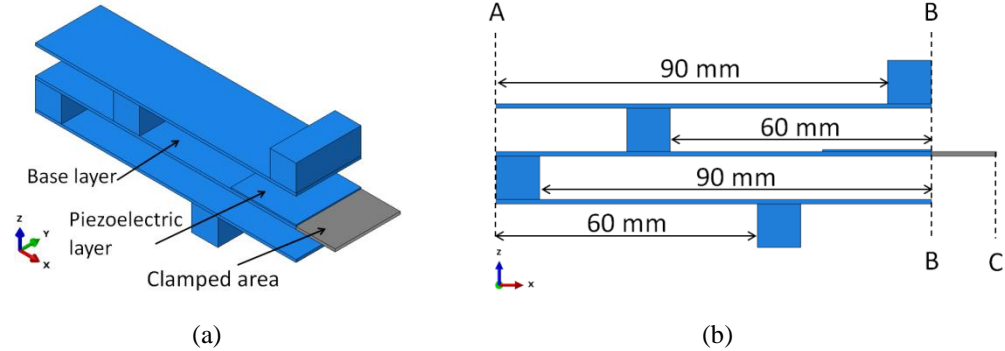 Base layer
Piezoelectric
layer
Clamped area
z
Y
X
(a)
A
B
90 mm
60 mm
90 mm
60 mm
B
C
z
x
(b)